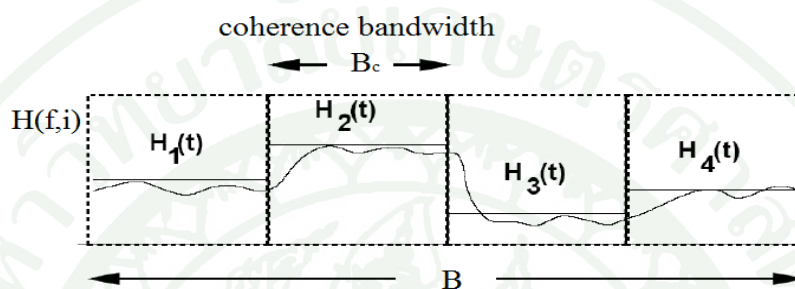 coherence bandwidth
Bc
H(f,i)
H1(t)
H2(t)
H3(t)
H4(t)
B